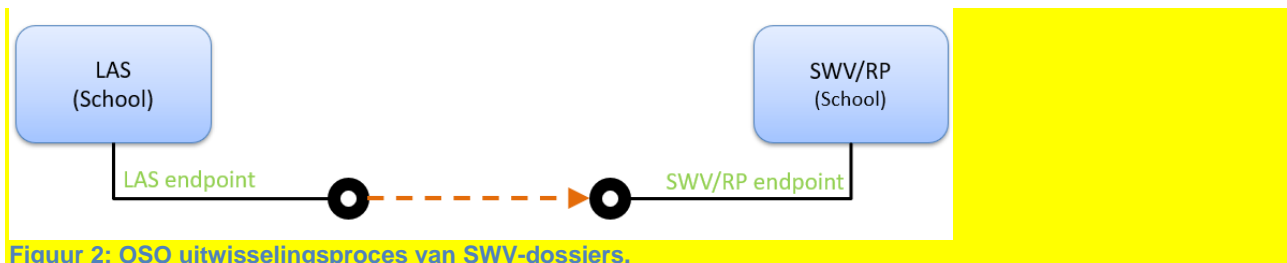 LAS
(School)
SWV/RP
(School)
LAS endpoint
SWV/RP endpoint
Figuur 2: OSO uitwisselingsproces van SWV-dossiers.